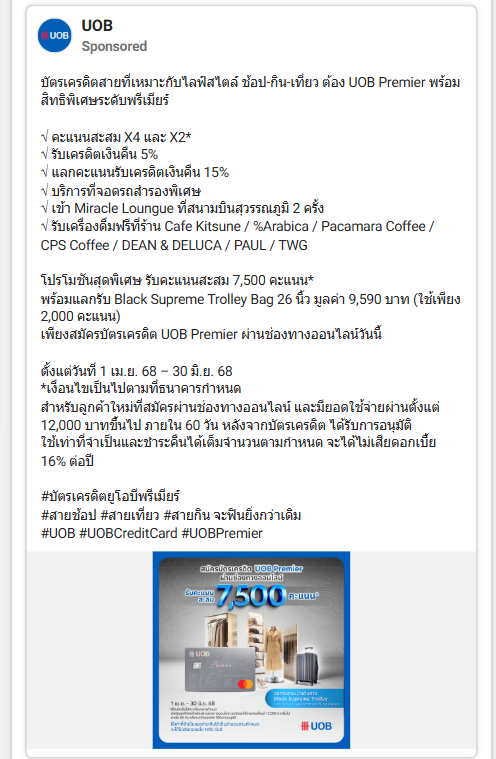 UOB
UOB
Sponsored
บัตรเครดิตสายที่เหมาะกับไลฟ์สไตล์ ช้อป-กิน-เที่ยว ต้อง UOB Premier พร้อม
สิทธิพิเศษระดับพรีเมียร์
√ คะแนนสะสม X4 และ X2*
√ รับเครดิตเงินคืน 5%
√ แลกคะแนนรับเครดิตเงินคืน 15%
√ บริการที่จอดรถสำรองพิเศษ
√ เข้า Miracle Loungue ที่สนามบินสุวรรณภูมิ 2 ครั้ง
√ รับเครื่องดื่มฟรีที่ร้าน Cafe Kitsune / %Arabica / Pacamara Coffee /
CPS Coffee / DEAN & DELUCA / PAUL / TWG
โปรโมชันสุดพิเศษ รับคะแนนสะสม 7,500 คะแนน*
พร้อมแลกรับ Black Supreme Trolley Bag 26 นิ้ว มูลค่า 9,590 บาท (ใช้เพียง
2,000 คะแนน)
เพียงสมัครบัตรเครดิต UOB Premier ผ่านช่องทางออนไลน์วันนี้
ตั้งแต่วันที่ 1 เม.ย. 68 – 30 มิ.ย. 68
*เงื่อนไขเป็นไปตามที่ธนาคารกำหนด
สำหรับลูกค้าใหม่ที่สมัครผ่านช่องทางออนไลน์ และมียอดใช้จ่ายผ่านตั้งแต่
12,000 บาทขึ้นไป ภายใน 60 วัน หลังจากบัตรเครดิต ได้รับการอนุมัติ
ใช้เท่าที่จำเป็นและชำระคืนได้เต็มจำนวนตามกำหนด จะได้ไม่เสียดอกเบี้ย
16% ต่อปี
#บัตรเครดิตยูโอบีพรีเมียร์
#สายช้อป #สายเที่ยว #สายกิน จะฟินยิ่งกว่าเดิม
#UOB #UOBCreditCard #UOBPremier
สมัครบัตรเครดิต UOB Premier
ผ่านช่องทางออนไลน์
รับคะแนน
สะสม 7,500 คะแนน*
UOB
Premier
Black Supreme Trolley
1 เม.ย. - 30 มิ.ย. 68
UOB